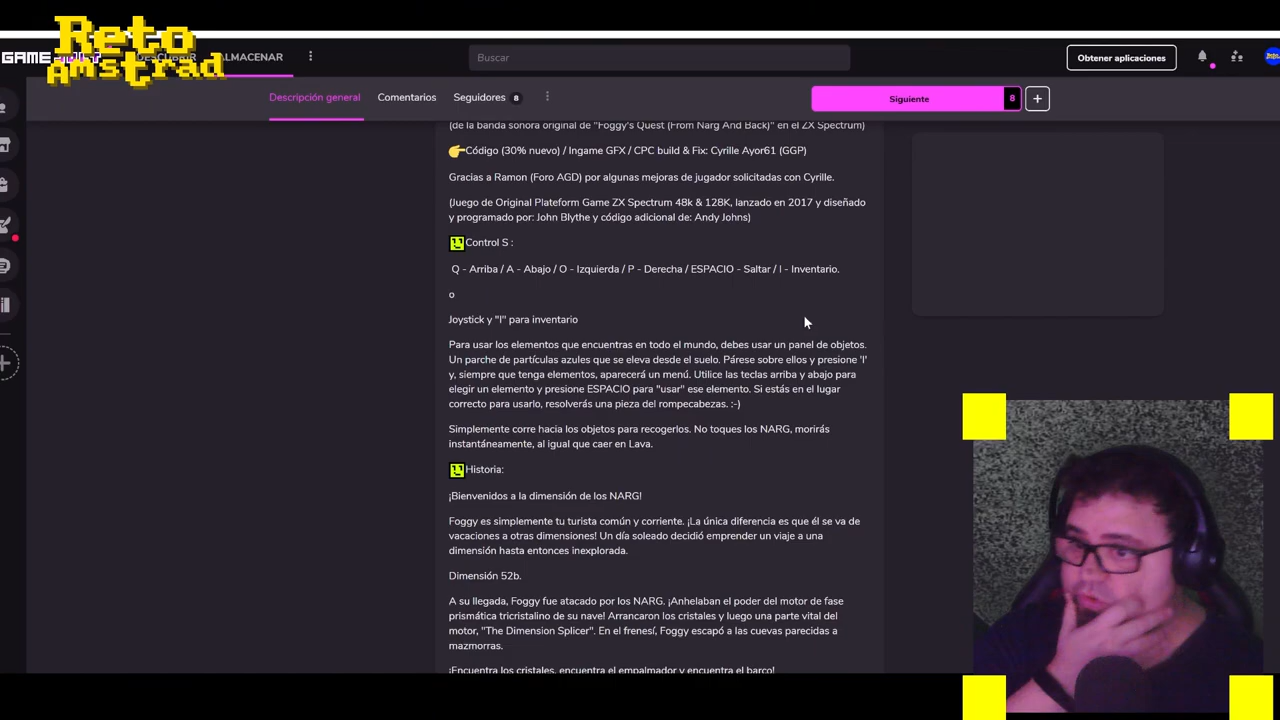 Reto
Amstrad
GAME
ALMACENAR
Buscar
Obtener aplicaciones
Descripción general
Comentarios
Seguidores 8
Siguiente
8
(de la banda sonora original de "Foggy's Quest (From Narg And Back)" en el ZX Spectrum)
Código (30% nuevo) / Ingame GFX / CPC build & Fix: Cyrille Ayor61 (GGP)
Gracias a Ramon (Foro AGD) por algunas mejoras de jugador solicitadas con Cyrille.
(Juego de Original Plateform Game ZX Spectrum 48k & 128K, lanzado en 2017 y diseñado
y programado por: John Blythe y código adicional de: Andy Johns)
Control S :
Q - Arriba / A - Abajo / O - Izquierda / P - Derecha / ESPACIO - Saltar / I - Inventario.
o
Joystick y "I" para inventario
Para usar los elementos que encuentras en todo el mundo, debes usar un panel de objetos.
Un parche de partículas azules que se eleva desde el suelo. Párese sobre ellos y presione 'I'
y, siempre que tenga elementos, aparecerá un menú. Utilice las teclas arriba y abajo para
elegir un elemento y presione ESPACIO para "usar" ese elemento. Si estás en el lugar
correcto para usarlo, resolverás una pieza del rompecabezas. :-)
Simplemente corre hacia los objetos para recogerlos. No toques los NARG, morirás
instantáneamente, al igual que caer en Lava.
Historia:
¡Bienvenidos a la dimensión de los NARG!
Foggy es simplemente tu turista común y corriente. ¡La única diferencia es que él se va de
vacaciones a otras dimensiones! Un día soleado decidió emprender un viaje a una
dimensión hasta entonces inexplorada.
Dimensión 52b.
A su llegada, Foggy fue atacado por los NARG. ¡Anhelaban el poder del motor de fase
prismática tricristalino de su nave! Arrancaron los cristales y luego una parte vital del
motor, "The Dimension Splicer". En el frenesí, Foggy escapó a las cuevas parecidas a
mazmorras.
¡Encuentra los cristales, encuentra el empalmador y encuentra el barco!